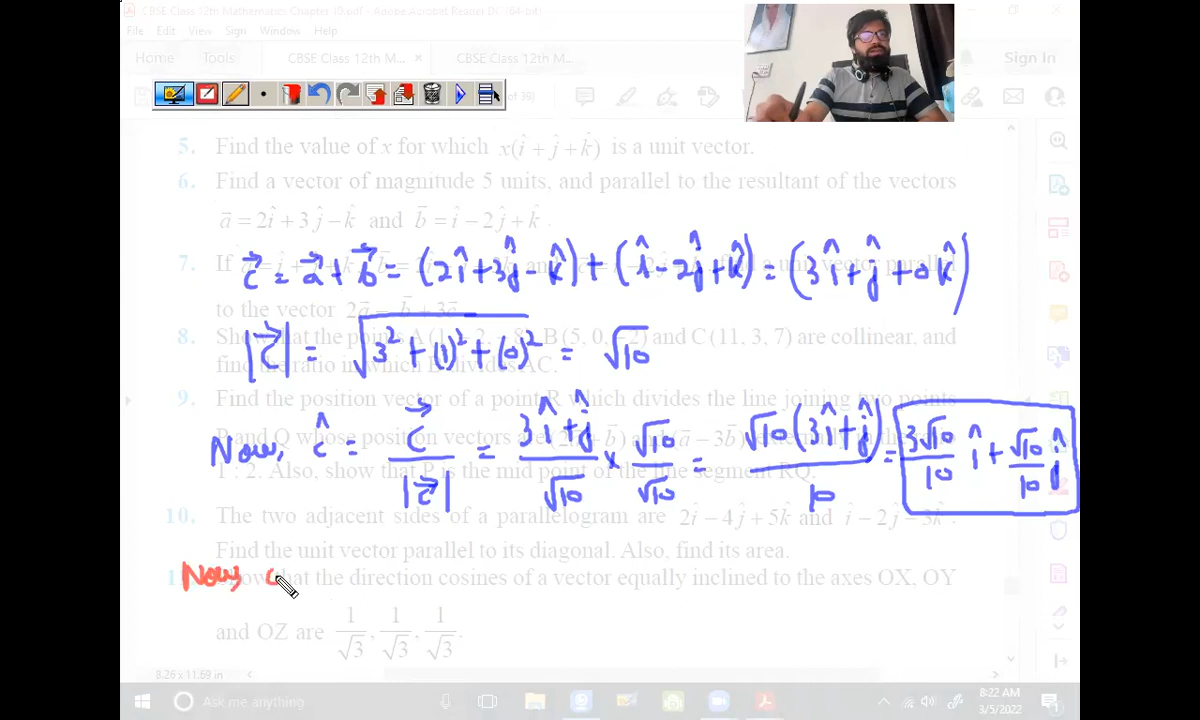 CBSE Class 12th Mathematics Chapter 10.pdf - Adobe Acrobat Reader DC (64-bit)
File Edit View Sign Window Help
Home Tools CBSE Class 12th M... × CBSE Class 12th M... Sign In
of 39)
5. Find the value of x for which x(î + ĵ + k̂) is a unit vector.
6. Find a vector of magnitude 5 units, and parallel to the resultant of the vectors
a⃗ = 2î + 3ĵ − k̂ and b⃗ = î − 2ĵ + k̂.
c⃗ = a⃗ + b⃗ = (2î + 3ĵ − k̂) + (î − 2ĵ + k̂) = (3î + ĵ + 0k̂)
7. If
to the vector 2a⃗ − b⃗ + 3c⃗
8. Show that the points A (1, − 2, − 8), B (5, 0, −2) and C (11, 3, 7) are collinear, and
|c⃗| = √3² + (1)² + (0)² = √10
find the ratio in which B divides AC.
9. Find the position vector of a point R which divides the line joining two points
P and Q whose position vectors are b⃗) and (a⃗ − 3b⃗)
Now, ĉ = c⃗/|c⃗| = 3î + ĵ/√10 × √10/√10 = √10 (3î + ĵ)/10 = 3√10/10 î + √10/10 ĵ
1 : 2. Also, show that P is the mid point of the line segment RQ.
10. The two adjacent sides of a parallelogram are 2î − 4ĵ + 5k̂ and î − 2ĵ − 3k̂.
Find the unit vector parallel to its diagonal. Also, find its area.
Now,
11. Show that the direction cosines of a vector equally inclined to the axes OX, OY
and OZ are 1/√3, 1/√3, 1/√3.
8.26 x 11.69 in
Ask me anything
8:22 AM
3/5/2022